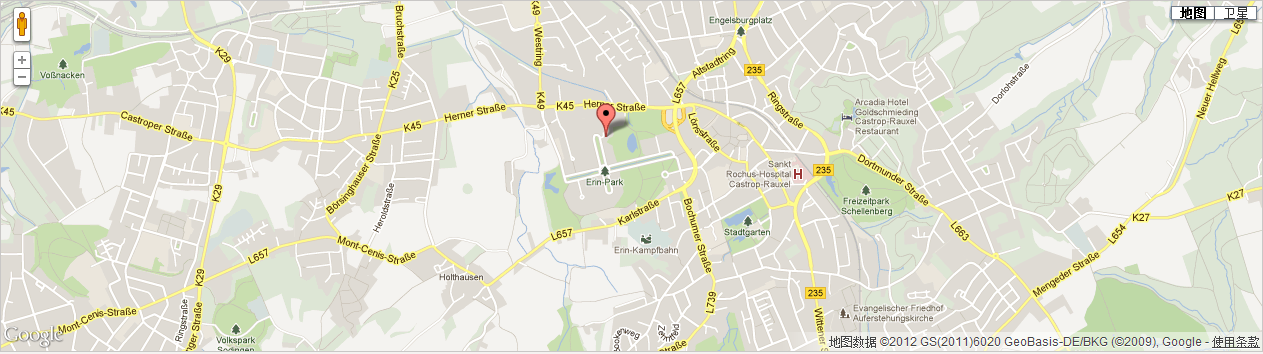 Engelsburgplatz
地图
卫星
K49
Westring
Bruchstraße
K29
K25
Voßnacken
Altstadtring
L657
235
Ringstraße
Dorlohstraße
Neuer Hellweg
K45
Castroper Straße
K45
Herner Straße
K49
K45
Herner Straße
Lönsstraße
Arcadia Hotel
Goldschmieding
Castrop-Rauxel
Restaurant
Börsinghauser Straße
Heroldstraße
K29
Erin-Park
Sankt
Rochus-Hospital
Castrop-Rauxel
H
235
Dortmunder Straße
Freizeitpark
Schellenberg
K27
K27
L654
Karlstraße
L657
Bochumer Straße
Stadtgarten
L663
Mengeder Straße
Erin-Kampfbahn
L657
Mont-Cenis-Straße
K29
Holthausen
235
L739
Evangelischer Friedhof
Auferstehungskirche
Wittener
Mont-Cenis-Straße
Ringstraße
Volkspark
Sodingen
Google
地图数据 ©2012 GS(2011)6020 GeoBasis-DE/BKG (©2009), Google - 使用条款